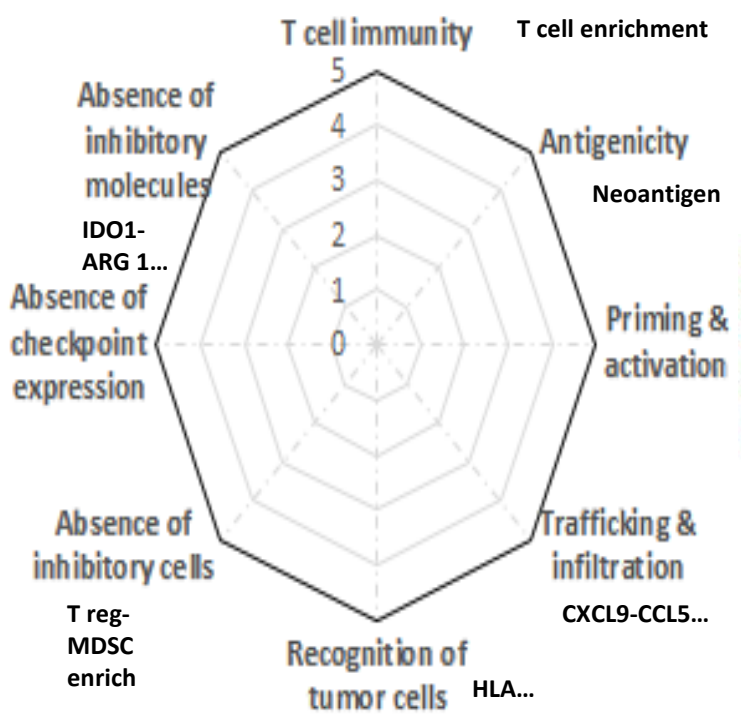 T cell immunity
T cell enrichment
5
4
3
2
1
0
Antigenicity
Neoantigen
Priming &
activation
Trafficking &
infiltration
CXCL9-CCL5...
Recognition of
tumor cells
HLA...
Absence of
inhibitory cells
T reg-
MDSC
enrich
Absence of
checkpoint
expression
Absence of
inhibitory
molecules
IDO1-
ARG 1...